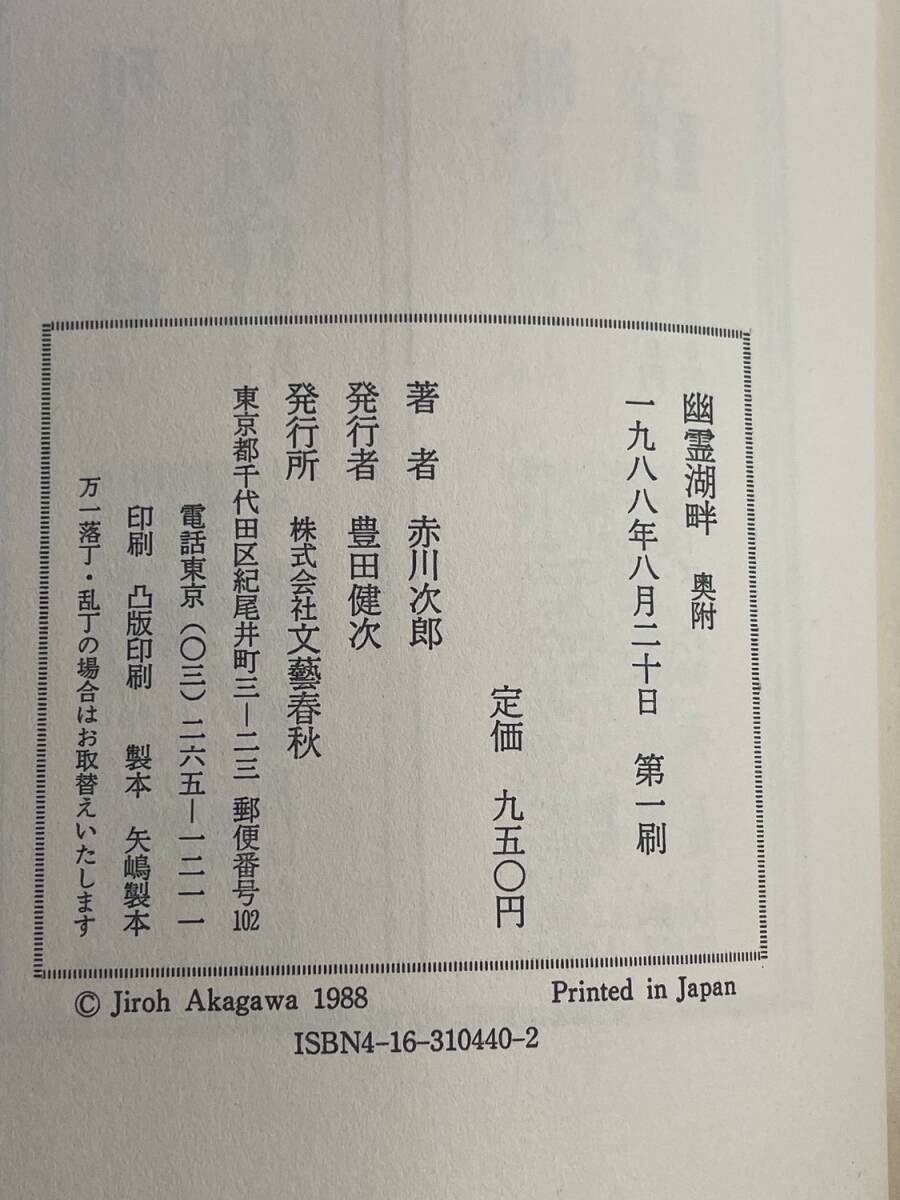 幽霊湖畔 奥附
一九八八年八月二十日 第一刷
定価 九五〇円
著者 赤川次郎
発行者 豊田健次
発行所 株式会社文藝春秋
東京都千代田区紀尾井町三―二三 郵便番号102
電話東京(〇三)二六五―一二一一
印刷 凸版印刷 製本 矢嶋製本
万一落丁・乱丁の場合はお取替えいたします
© Jiroh Akagawa 1988 Printed in Japan
ISBN4-16-310440-2